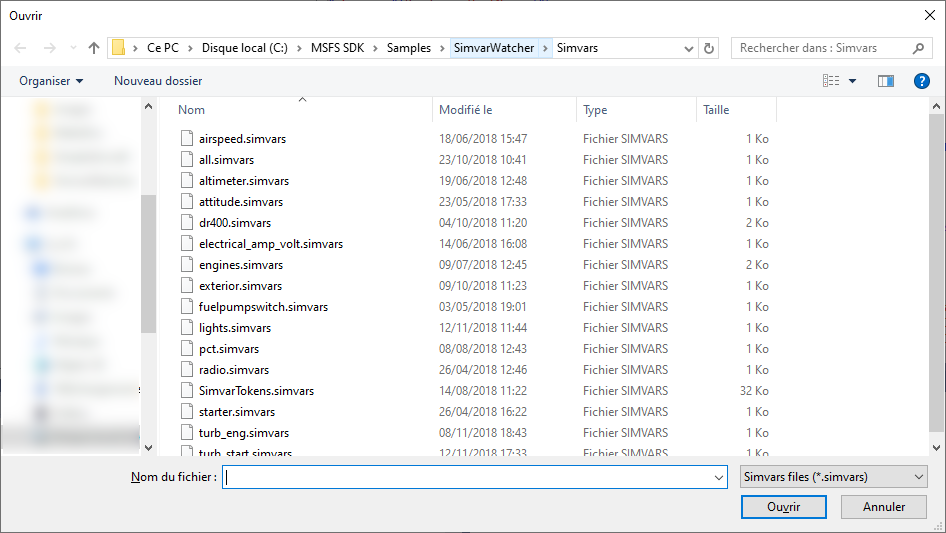 Ouvrir
Ce PC > Disque local (C:) > MSFS SDK > Samples > SimvarWatcher > Simvars
Rechercher dans : Simvars
Organiser Nouveau dossier
Nom Modifié le Type Taille
airspeed.simvars 18/06/2018 15:47 Fichier SIMVARS 1 Ko
all.simvars 23/10/2018 10:41 Fichier SIMVARS 1 Ko
altimeter.simvars 19/06/2018 12:48 Fichier SIMVARS 1 Ko
attitude.simvars 23/05/2018 17:33 Fichier SIMVARS 1 Ko
dr400.simvars 04/10/2018 11:20 Fichier SIMVARS 2 Ko
electrical_amp_volt.simvars 14/06/2018 16:08 Fichier SIMVARS 1 Ko
engines.simvars 09/07/2018 12:45 Fichier SIMVARS 2 Ko
exterior.simvars 09/10/2018 11:23 Fichier SIMVARS 1 Ko
fuelpumpswitch.simvars 03/05/2018 19:01 Fichier SIMVARS 1 Ko
lights.simvars 12/11/2018 11:44 Fichier SIMVARS 1 Ko
pct.simvars 08/08/2018 12:43 Fichier SIMVARS 1 Ko
radio.simvars 26/04/2018 12:46 Fichier SIMVARS 1 Ko
SimvarTokens.simvars 14/08/2018 11:22 Fichier SIMVARS 32 Ko
starter.simvars 26/04/2018 16:22 Fichier SIMVARS 1 Ko
turb_eng.simvars 08/11/2018 18:43 Fichier SIMVARS 1 Ko
turb_start.simvars 12/11/2018 17:33 Fichier SIMVARS 1 Ko
Nom du fichier : Simvars files (*.simvars)
Ouvrir Annuler